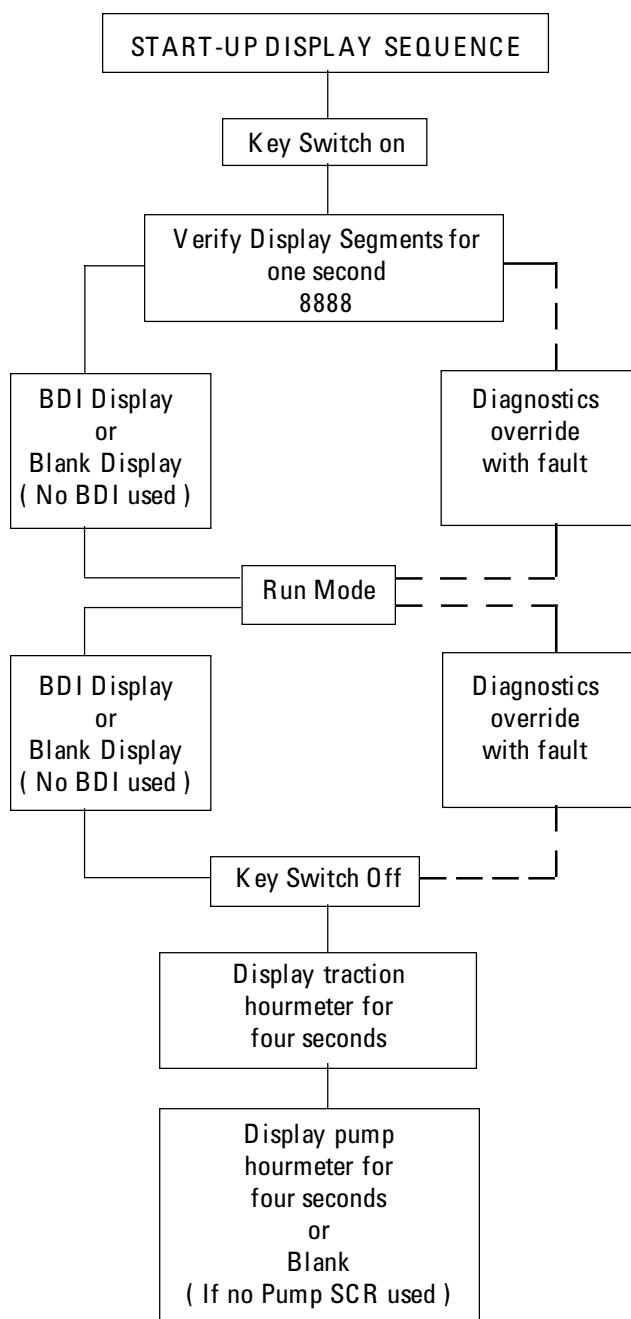 START-UP DISPLAY SEQUENCE
Key Switch on
Verify Display Segments for
one second
8888
BDI Display
or
Blank Display
( No BDI used )
Diagnostics
override
with fault
Run Mode
BDI Display
or
Blank Display
( No BDI used )
Diagnostics
override
with fault
Key Switch Off
Display traction
hourmeter for
four seconds
Display pump
hourmeter for
four seconds
or
Blank
( If no Pump SCR used )